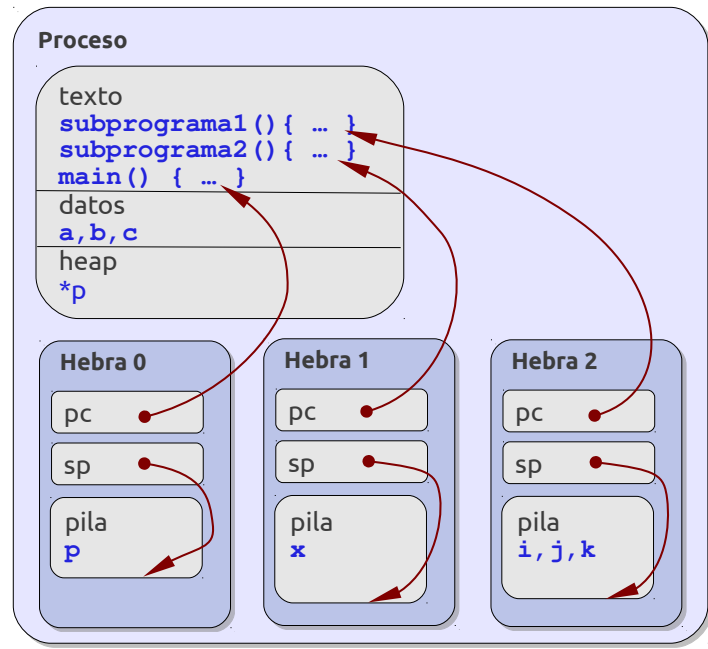 Proceso
texto
subprograma1(){ … }
subprograma2(){ … }
main() { … }
datos
a,b,c
heap
*p
Hebra 0
pc
sp
pila
p
Hebra 1
pc
sp
pila
x
Hebra 2
pc
sp
pila
i,j,k